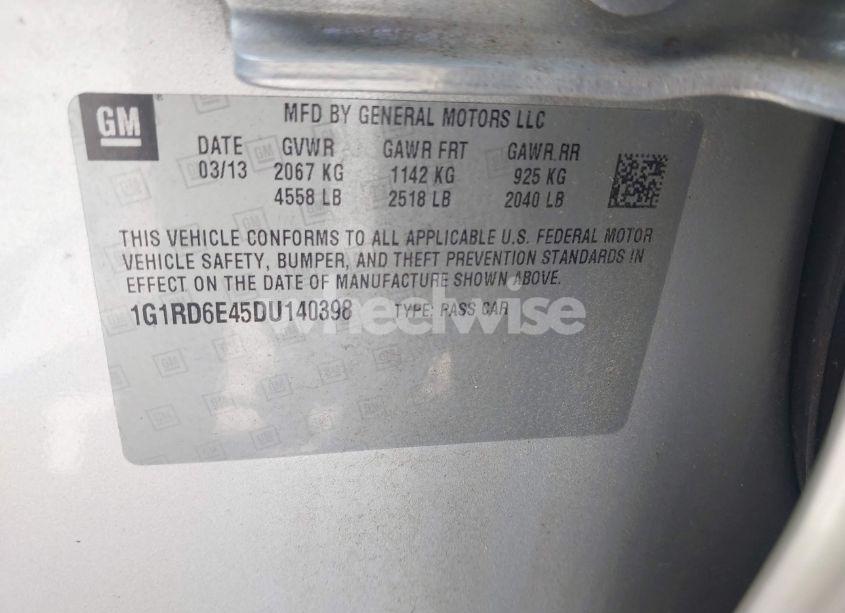 GM
MFD BY GENERAL MOTORS LLC
DATE GVWR GAWR FRT GAWR RR
03/13 2067 KG 1142 KG 925 KG
4558 LB 2518 LB 2040 LB
THIS VEHICLE CONFORMS TO ALL APPLICABLE U.S. FEDERAL MOTOR
VEHICLE SAFETY, BUMPER, AND THEFT PREVENTION STANDARDS IN
EFFECT ON THE DATE OF MANUFACTURE SHOWN ABOVE.
1G1RD6E45DU140398 TYPE: PASS CAR
wheelwise